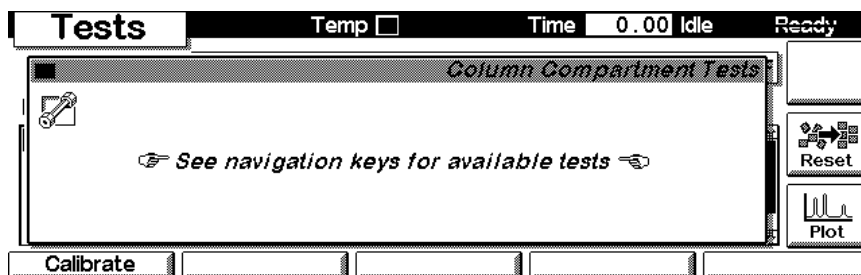 Tests Temp Time 0.00 Idle Ready
Column Compartment Tests
See navigation keys for available tests
Reset
Plot
Calibrate